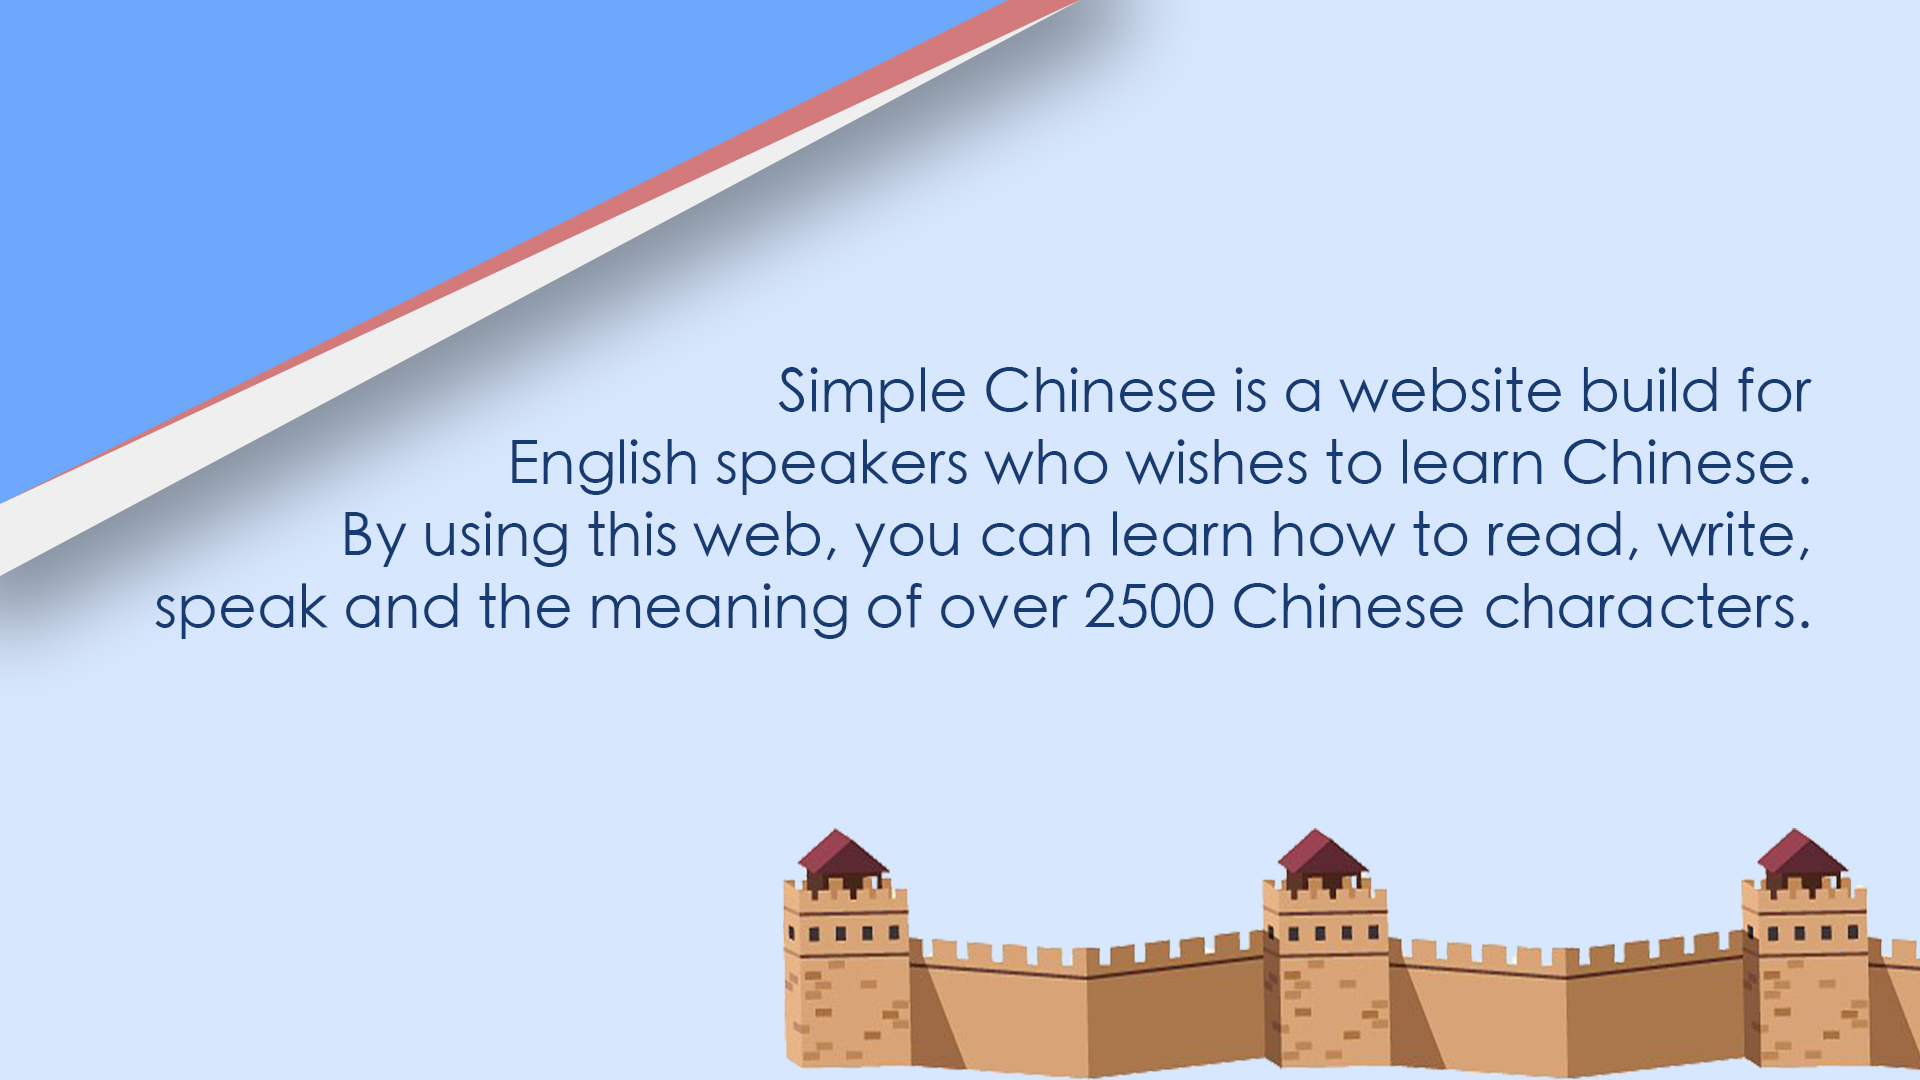 Simple Chinese is a website build for
English speakers who wishes to learn Chinese.
By using this web, you can learn how to read, write,
speak and the meaning of over 2500 Chinese characters.